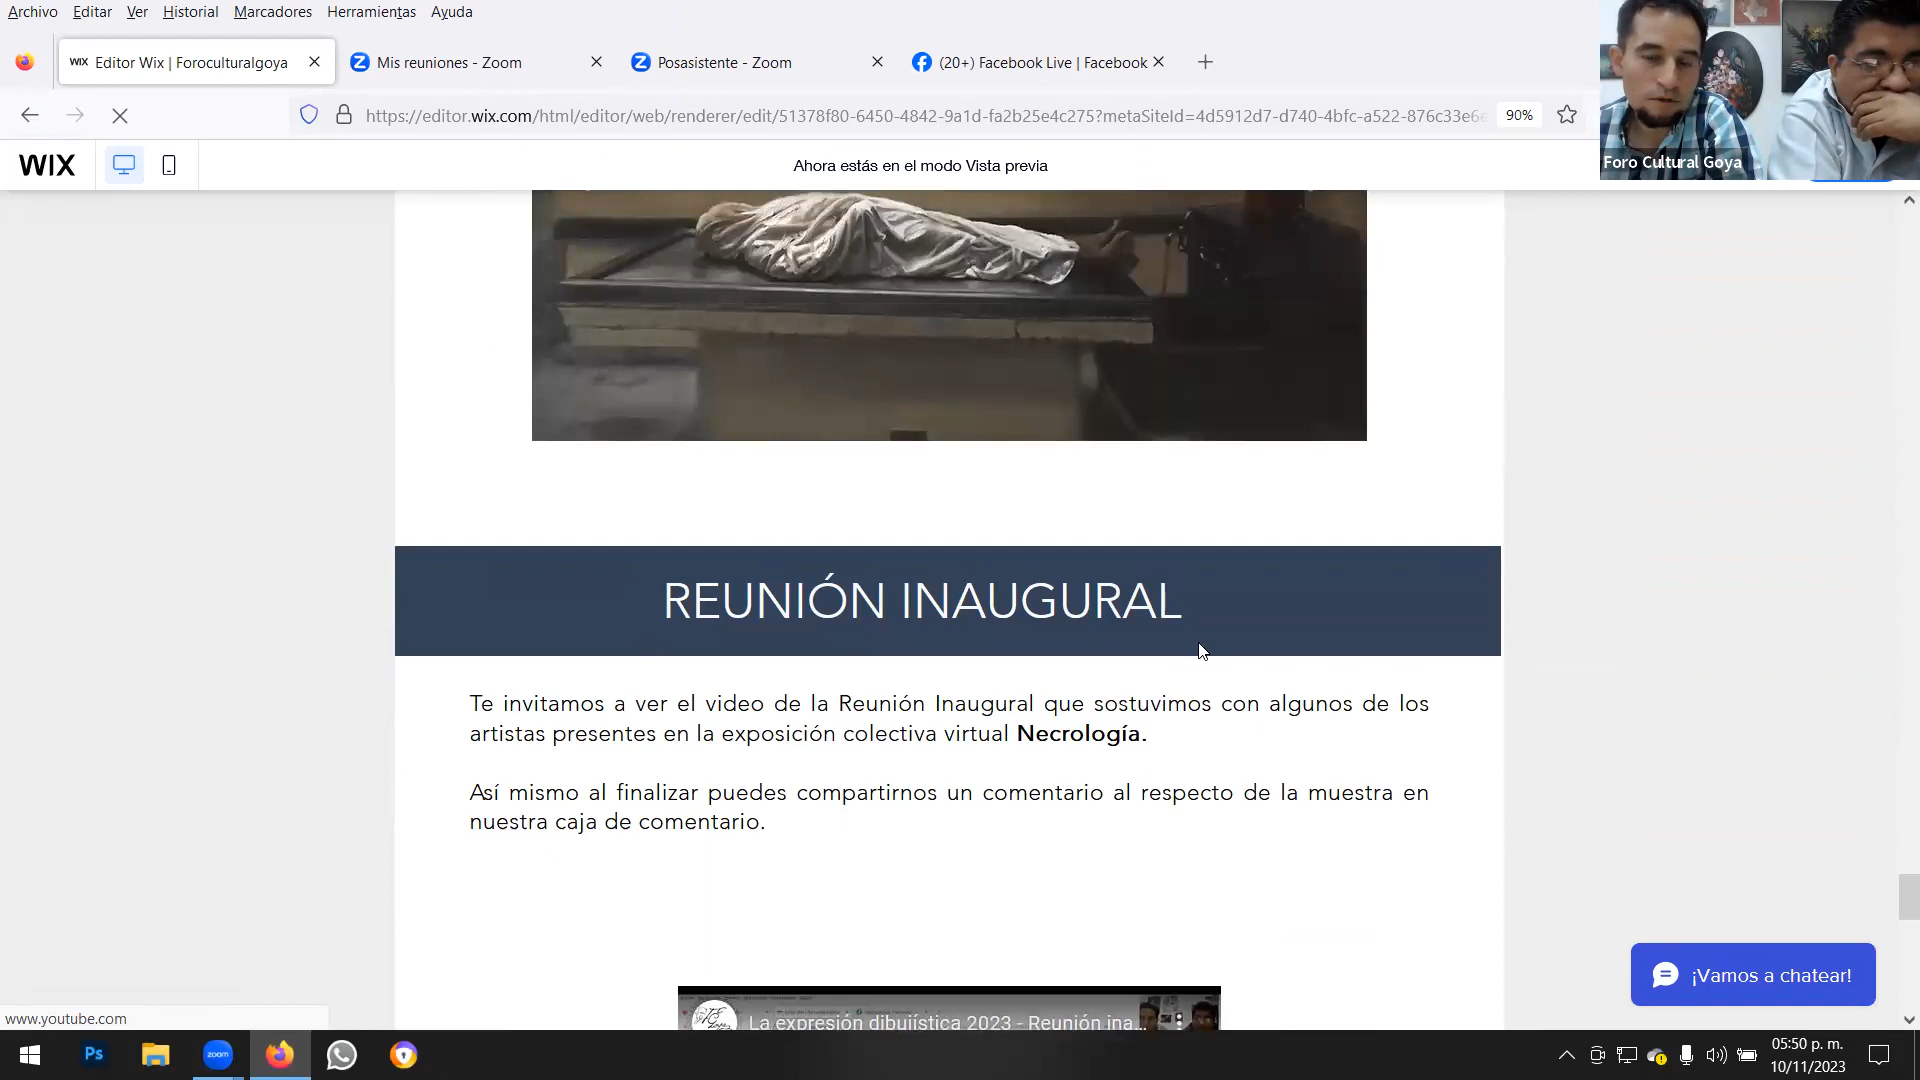 Archivo Editar Ver Historial Marcadores Herramientas Ayuda
WIX Editor Wix | Foroculturalgoya
Mis reuniones - Zoom
Posasistente - Zoom
(20+) Facebook Live | Facebook
https://editor.wix.com/html/editor/web/renderer/edit/51378f80-6450-4842-9a1d-fa2b25e4c275?metaSiteId=4d5912d7-d740-4bfc-a522-876c33e6e
90%
Foro Cultural Goya
WIX
Ahora estás en el modo Vista previa
REUNIÓN INAUGURAL
Te invitamos a ver el video de la Reunión Inaugural que sostuvimos con algunos de los
artistas presentes en la exposición colectiva virtual Necrología.
Así mismo al finalizar puedes compartirnos un comentario al respecto de la muestra en
nuestra caja de comentario.
¡Vamos a chatear!
La expresión dibujística 2023 - Reunión ina...
www.youtube.com
Ps
zoom
05:50 p. m.
10/11/2023